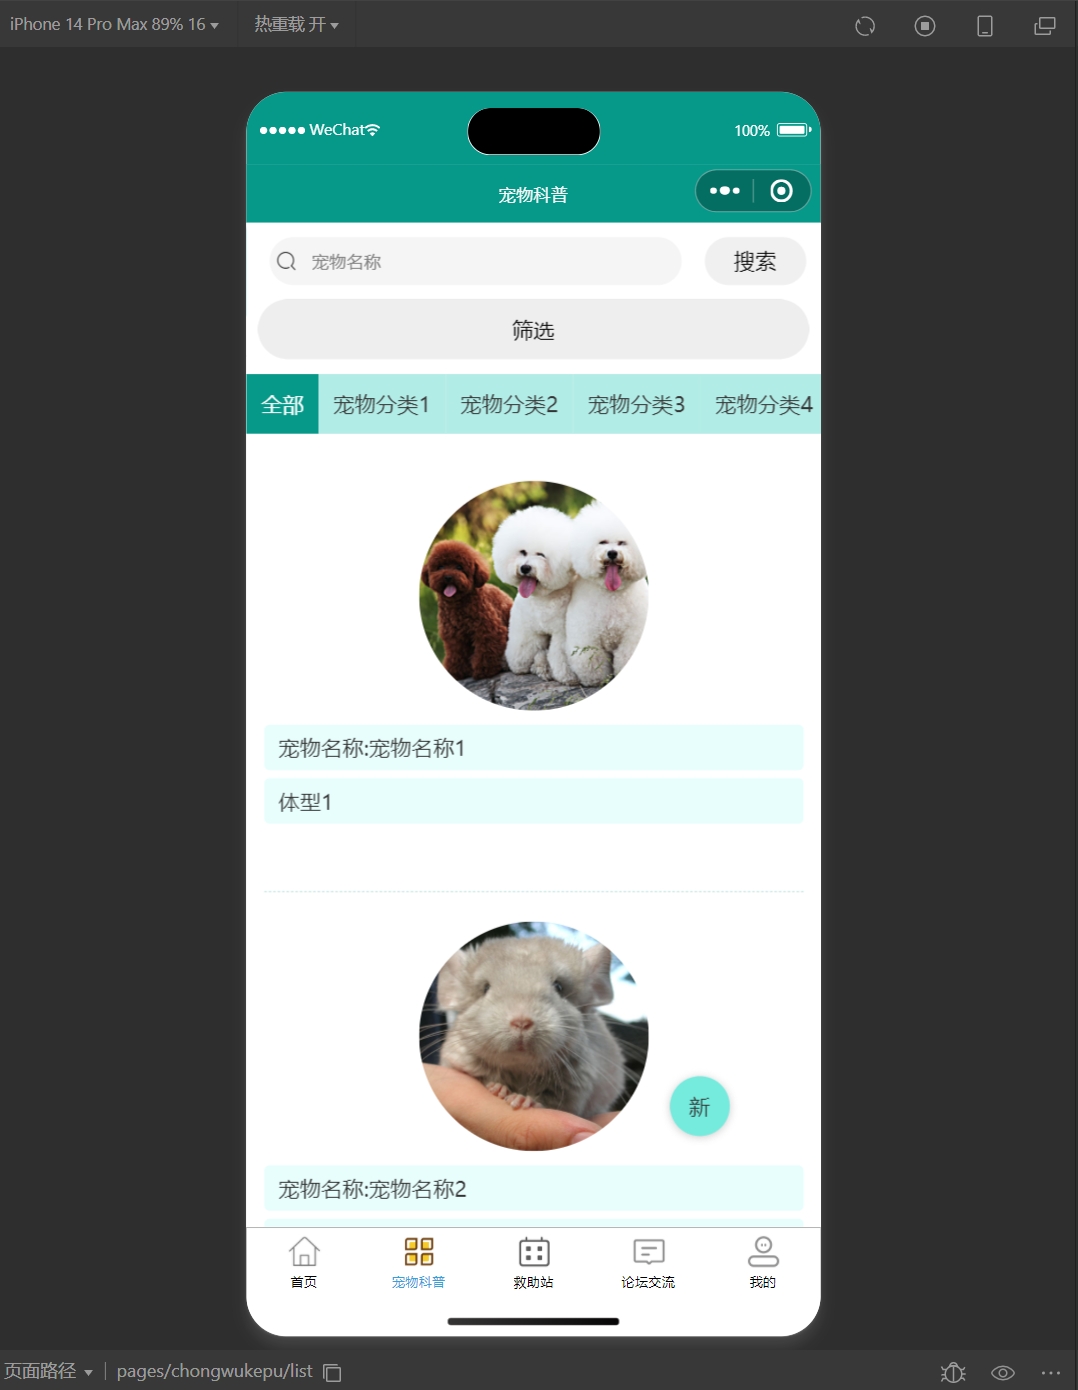 iPhone 14 Pro Max 89% 16
热重载 开
WeChat
100%
宠物科普
宠物名称
搜索
筛选
全部
宠物分类1
宠物分类2
宠物分类3
宠物分类4
宠物名称:宠物名称1
体型1
新
宠物名称:宠物名称2
首页
宠物科普
救助站
论坛交流
我的
页面路径
pages/chongwukepu/list